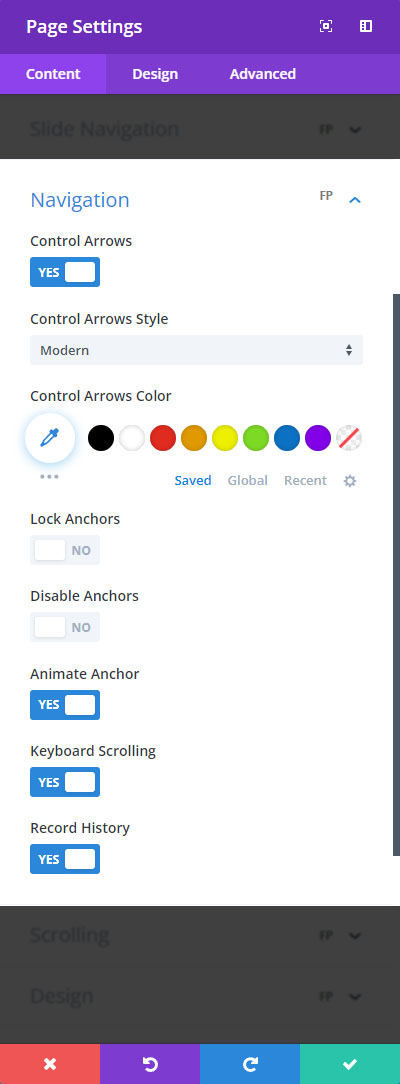 Page Settings
Content Design Advanced
Slide Navigation FP
Navigation FP
Control Arrows
YES
Control Arrows Style
Modern
Control Arrows Color
Saved Global Recent
Lock Anchors
NO
Disable Anchors
NO
Animate Anchor
YES
Keyboard Scrolling
YES
Record History
YES
Scrolling FP
Design FP